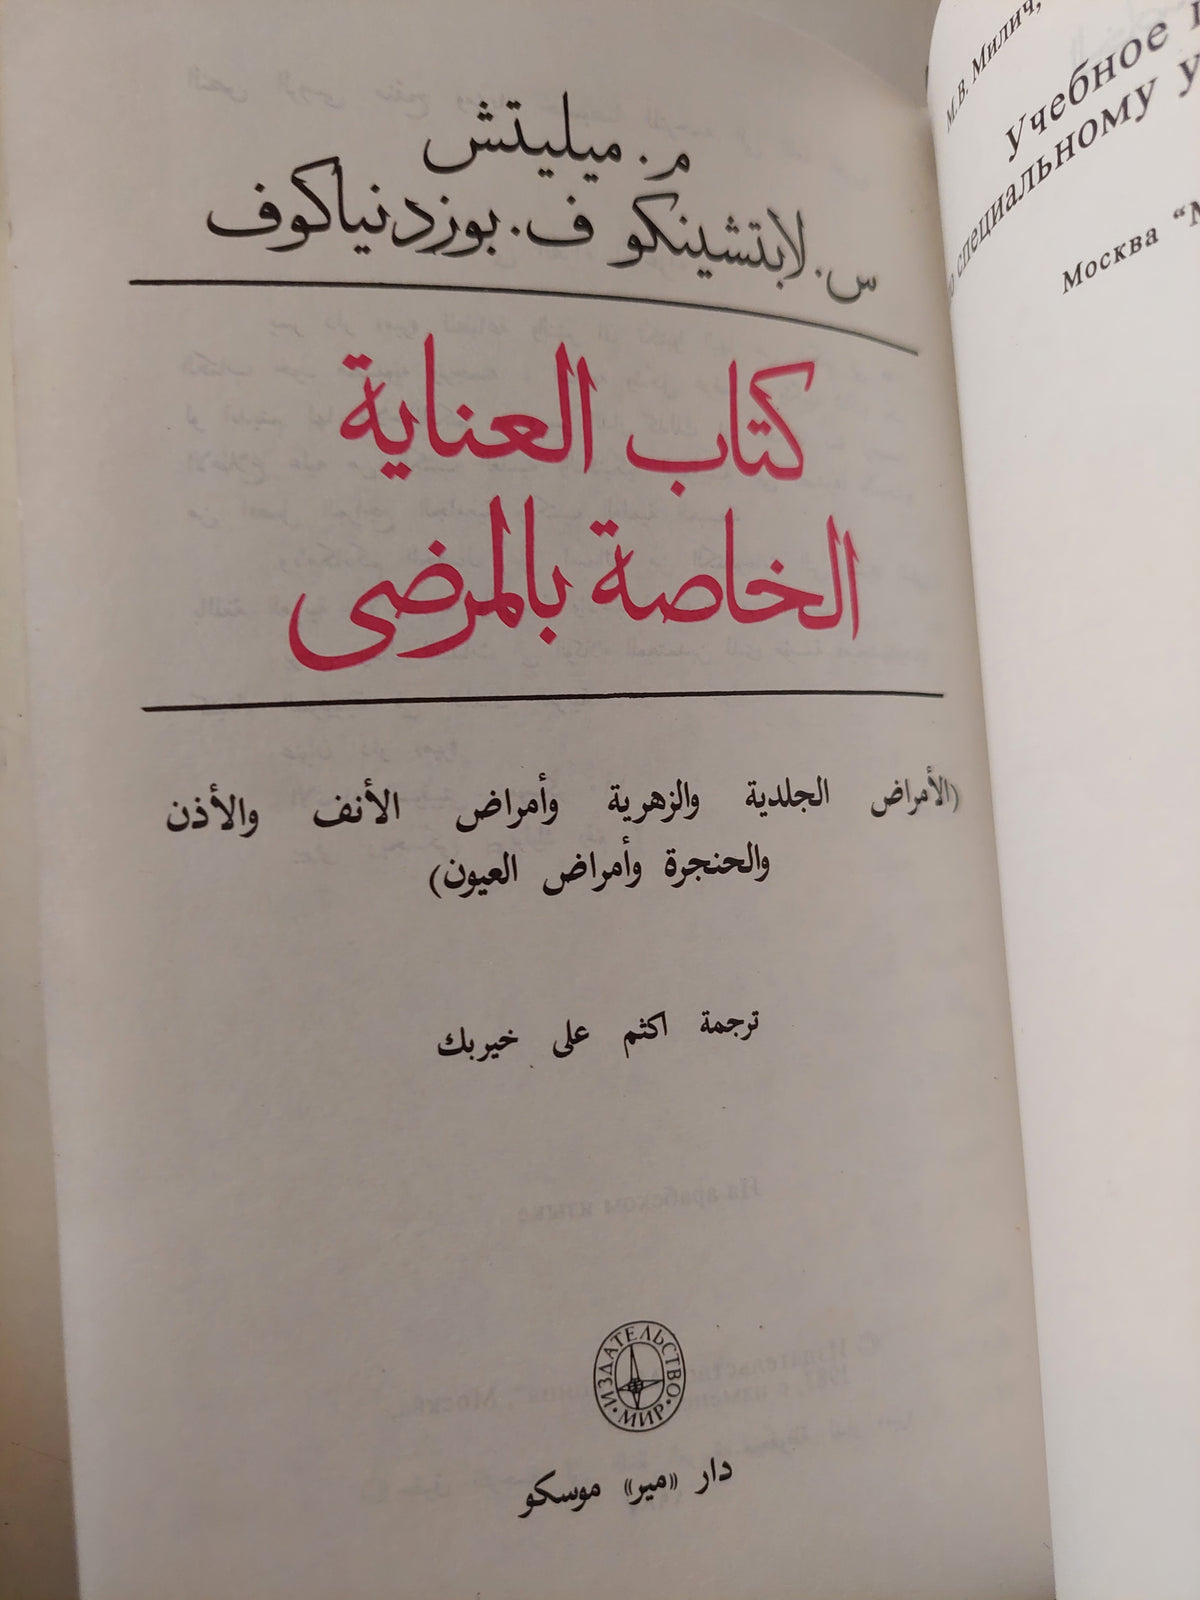 م. ميليتش
س. لابتشينكو ف. بوزدنياكوف
كتاب العناية
الخاصة بالمرضى
(الأمراض الجلدية والزهرية وأمراض الأنف والأذن
والحنجرة وأمراض العيون)
ترجمة اكثم على خيربك
ИЗДАТЕЛЬСТВО • МИР •
دار «مير» موسكو
М.В. Милич,
Учебное
специальному у
Москва "М